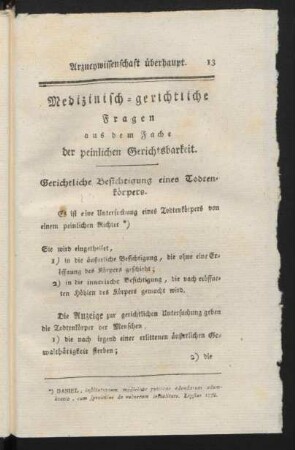 Arzneywissenschaft überhaupt. 13
Medizinisch-gerichtliche
Fragen
aus dem Fache
der peinlichen Gerichtsbarkeit.
Gerichtliche Besichtigung eines Todten-
körpers.
Es ist eine Untersuchung eines Todtenkörpers von
einem peinlichen Richter *)
Sie wird eingetheilet,
1) in die äußerliche Besichtigung, die ohne eine Er-
öffnung des Körpers geschieht;
2) in die innerliche Besichtigung, die nach eröffne-
ten Höhlen des Körpers gemacht wird.
Die Anzeige zur gerichtlichen Untersuchung geben
die Todtenkörper der Menschen
1) die nach irgend einer erlittenen äußerlichen Ge-
waltthätigkeit sterben;
2) die
*) DANIEL,
Lipsiae